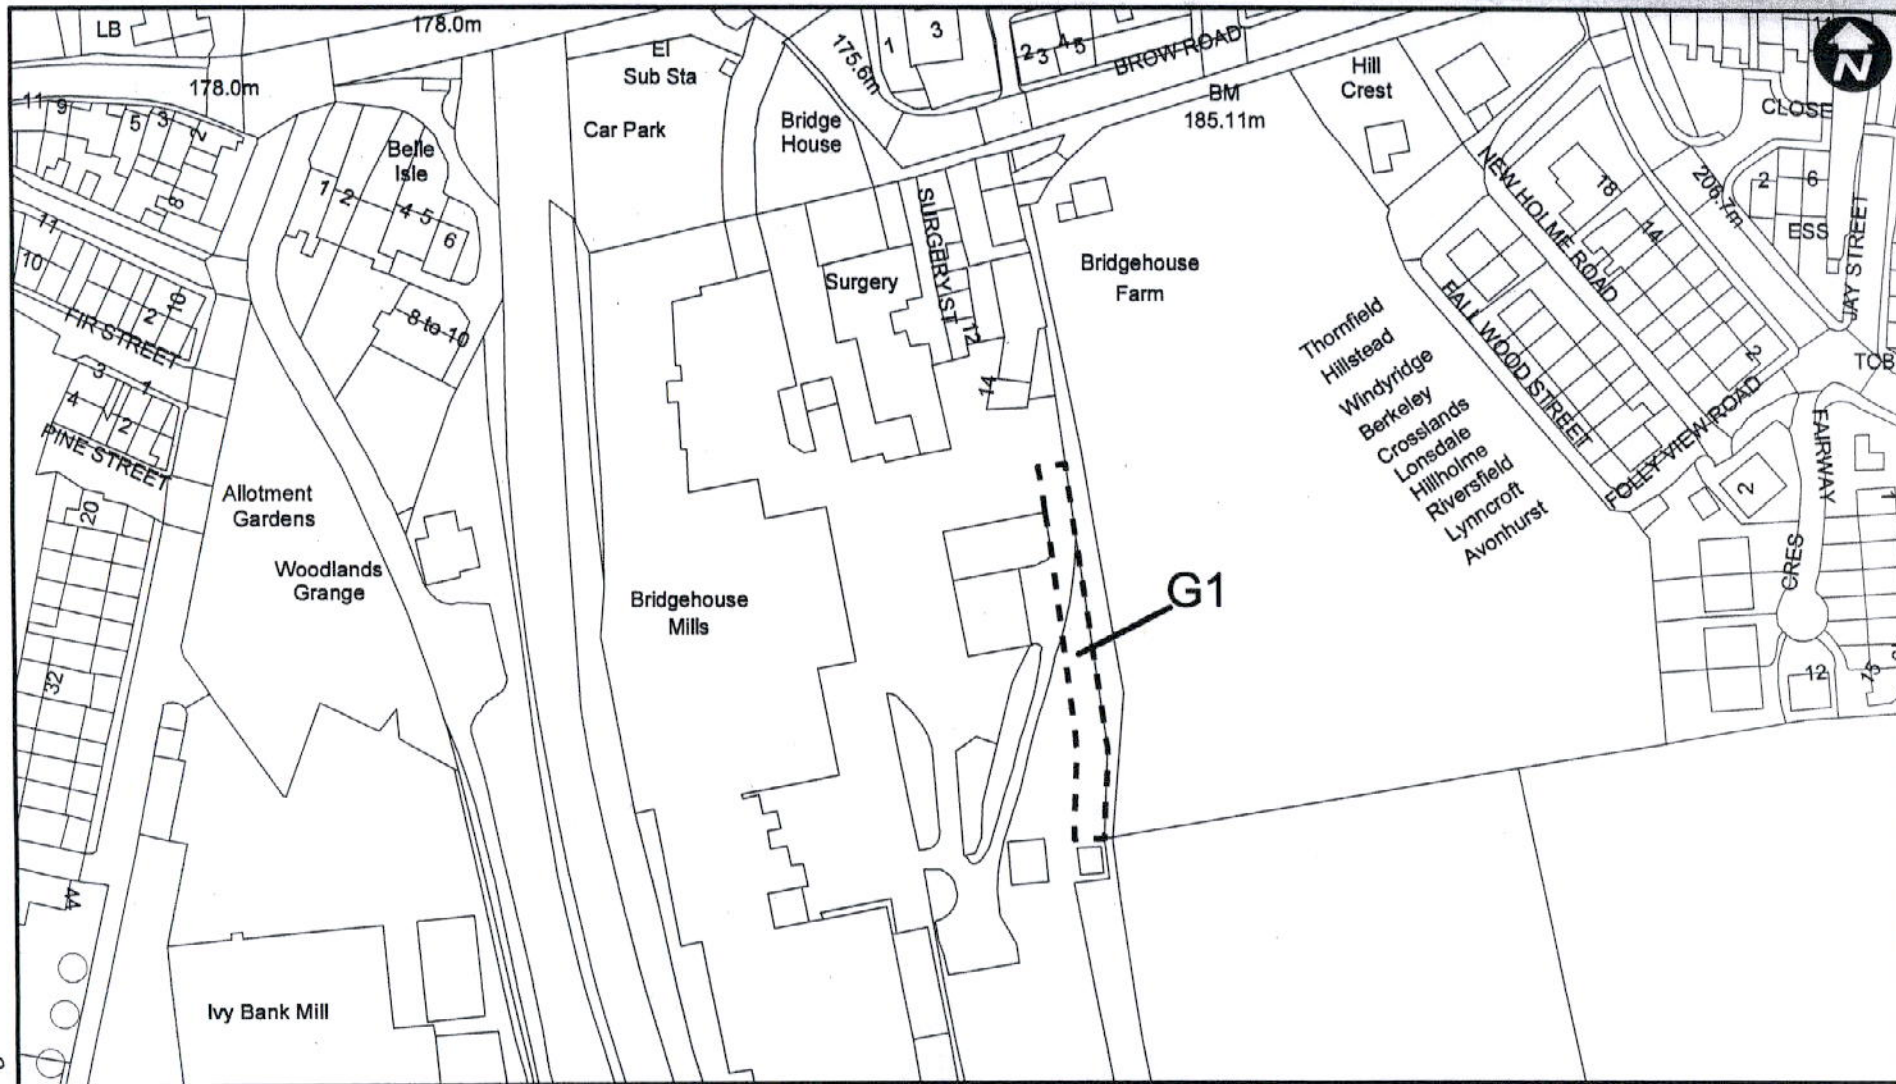 LB
178.0m
178.0m
11
9
5
3
2
8
11
10
10
2
FIR STREET
3
1
4
2
PINE STREET
20
32
44
Belle
Isle
1
2
4
5
6
8 to 10
Allotment
Gardens
Woodlands
Grange
Ivy Bank Mill
El
Sub Sta
Car Park
Bridge
House
175.6m
1
3
2
3
4
5
BROW ROAD
BM
185.11m
Hill
Crest
Surgery
SURGERY ST
12
14
Bridgehouse
Farm
Bridgehouse
Mills
G1
Thornfield
Hillstead
Windyridge
Berkeley
Crosslands
Lonsdale
Hillholme
Riversfield
Lynncroft
Avonhurst
NEW HOLME ROAD
18
14
2
FALL WOOD STREET
FOLLY VIEW ROAD
206.7m
N
CLOSE
2
6
ESS
JAY STREET
TCB
FAIRWAY
CRES
2
12
15